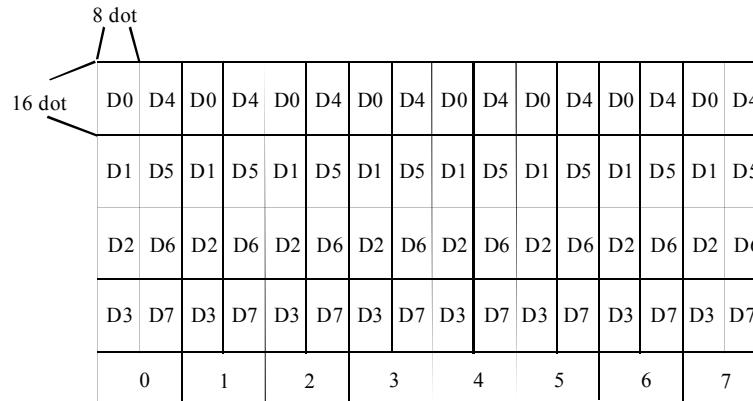 8 dot
16 dot
D0 D4 D0 D4 D0 D4 D0 D4 D0 D4 D0 D4 D0 D4 D0 D4
D1 D5 D1 D5 D1 D5 D1 D5 D1 D5 D1 D5 D1 D5 D1 D5
D2 D6 D2 D6 D2 D6 D2 D6 D2 D6 D2 D6 D2 D6 D2 D6
D3 D7 D3 D7 D3 D7 D3 D7 D3 D7 D3 D7 D3 D7 D3 D7
0 1 2 3 4 5 6 7